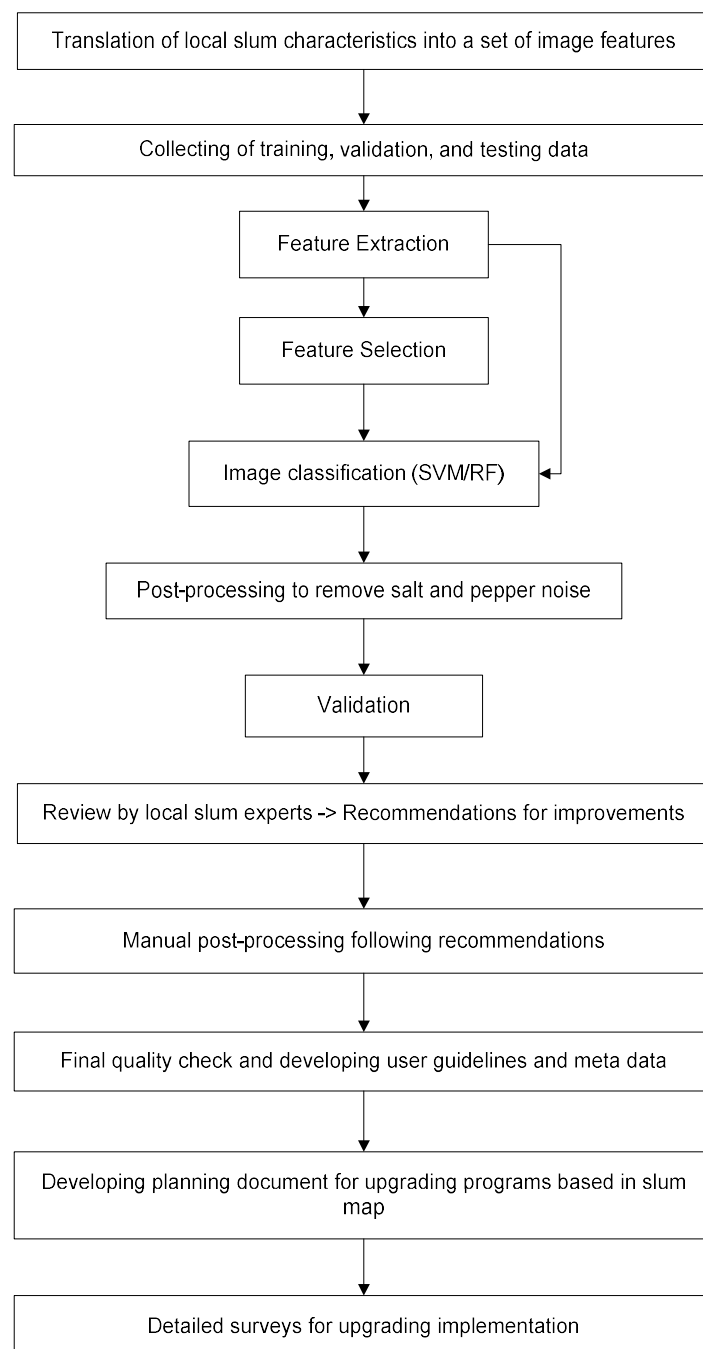 Translation of local slum characteristics into a set of image features
Collecting of training, validation, and testing data
Feature Extraction
Feature Selection
Image classification (SVM/RF)
Post-processing to remove salt and pepper noise
Validation
Review by local slum experts -> Recommendations for improvements
Manual post-processing following recommendations
Final quality check and developing user guidelines and meta data
Developing planning document for upgrading programs based in slum
map
Detailed surveys for upgrading implementation